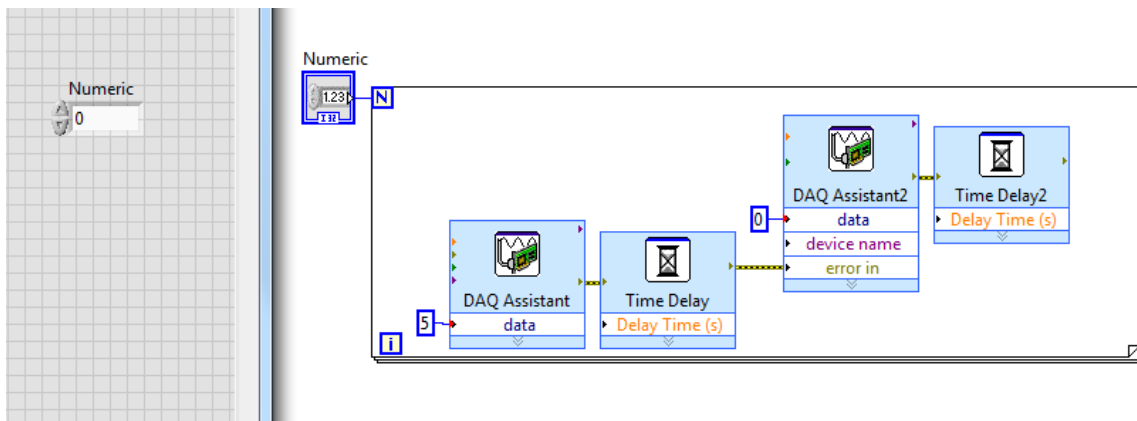 Numeric
0
Numeric
1.23
I32
N
DAQ Assistant2
data
device name
error in
Time Delay2
Delay Time (s)
0
DAQ Assistant
data
Time Delay
Delay Time (s)
5
i